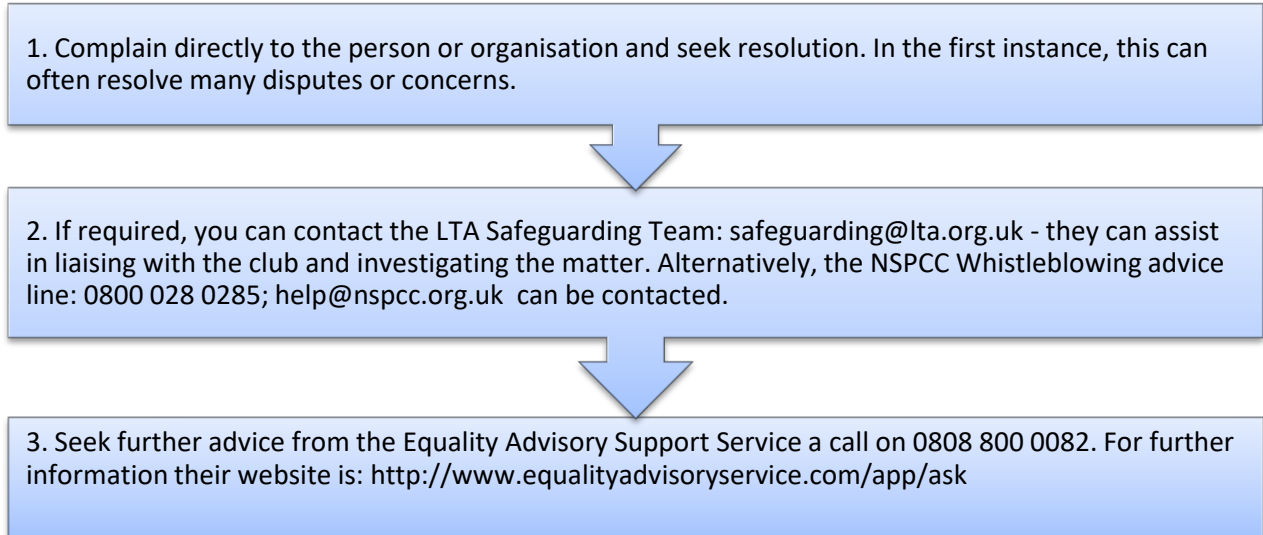 1. Complain directly to the person or organisation and seek resolution. In the first instance, this can
often resolve many disputes or concerns.
2. If required, you can contact the LTA Safeguarding Team: safeguarding@lta.org.uk - they can assist
in liaising with the club and investigating the matter. Alternatively, the NSPCC Whistleblowing advice
line: 0800 028 0285; help@nspcc.org.uk can be contacted.
3. Seek further advice from the Equality Advisory Support Service a call on 0808 800 0082. For further
information their website is: http://www.equalityadvisoryservice.com/app/ask